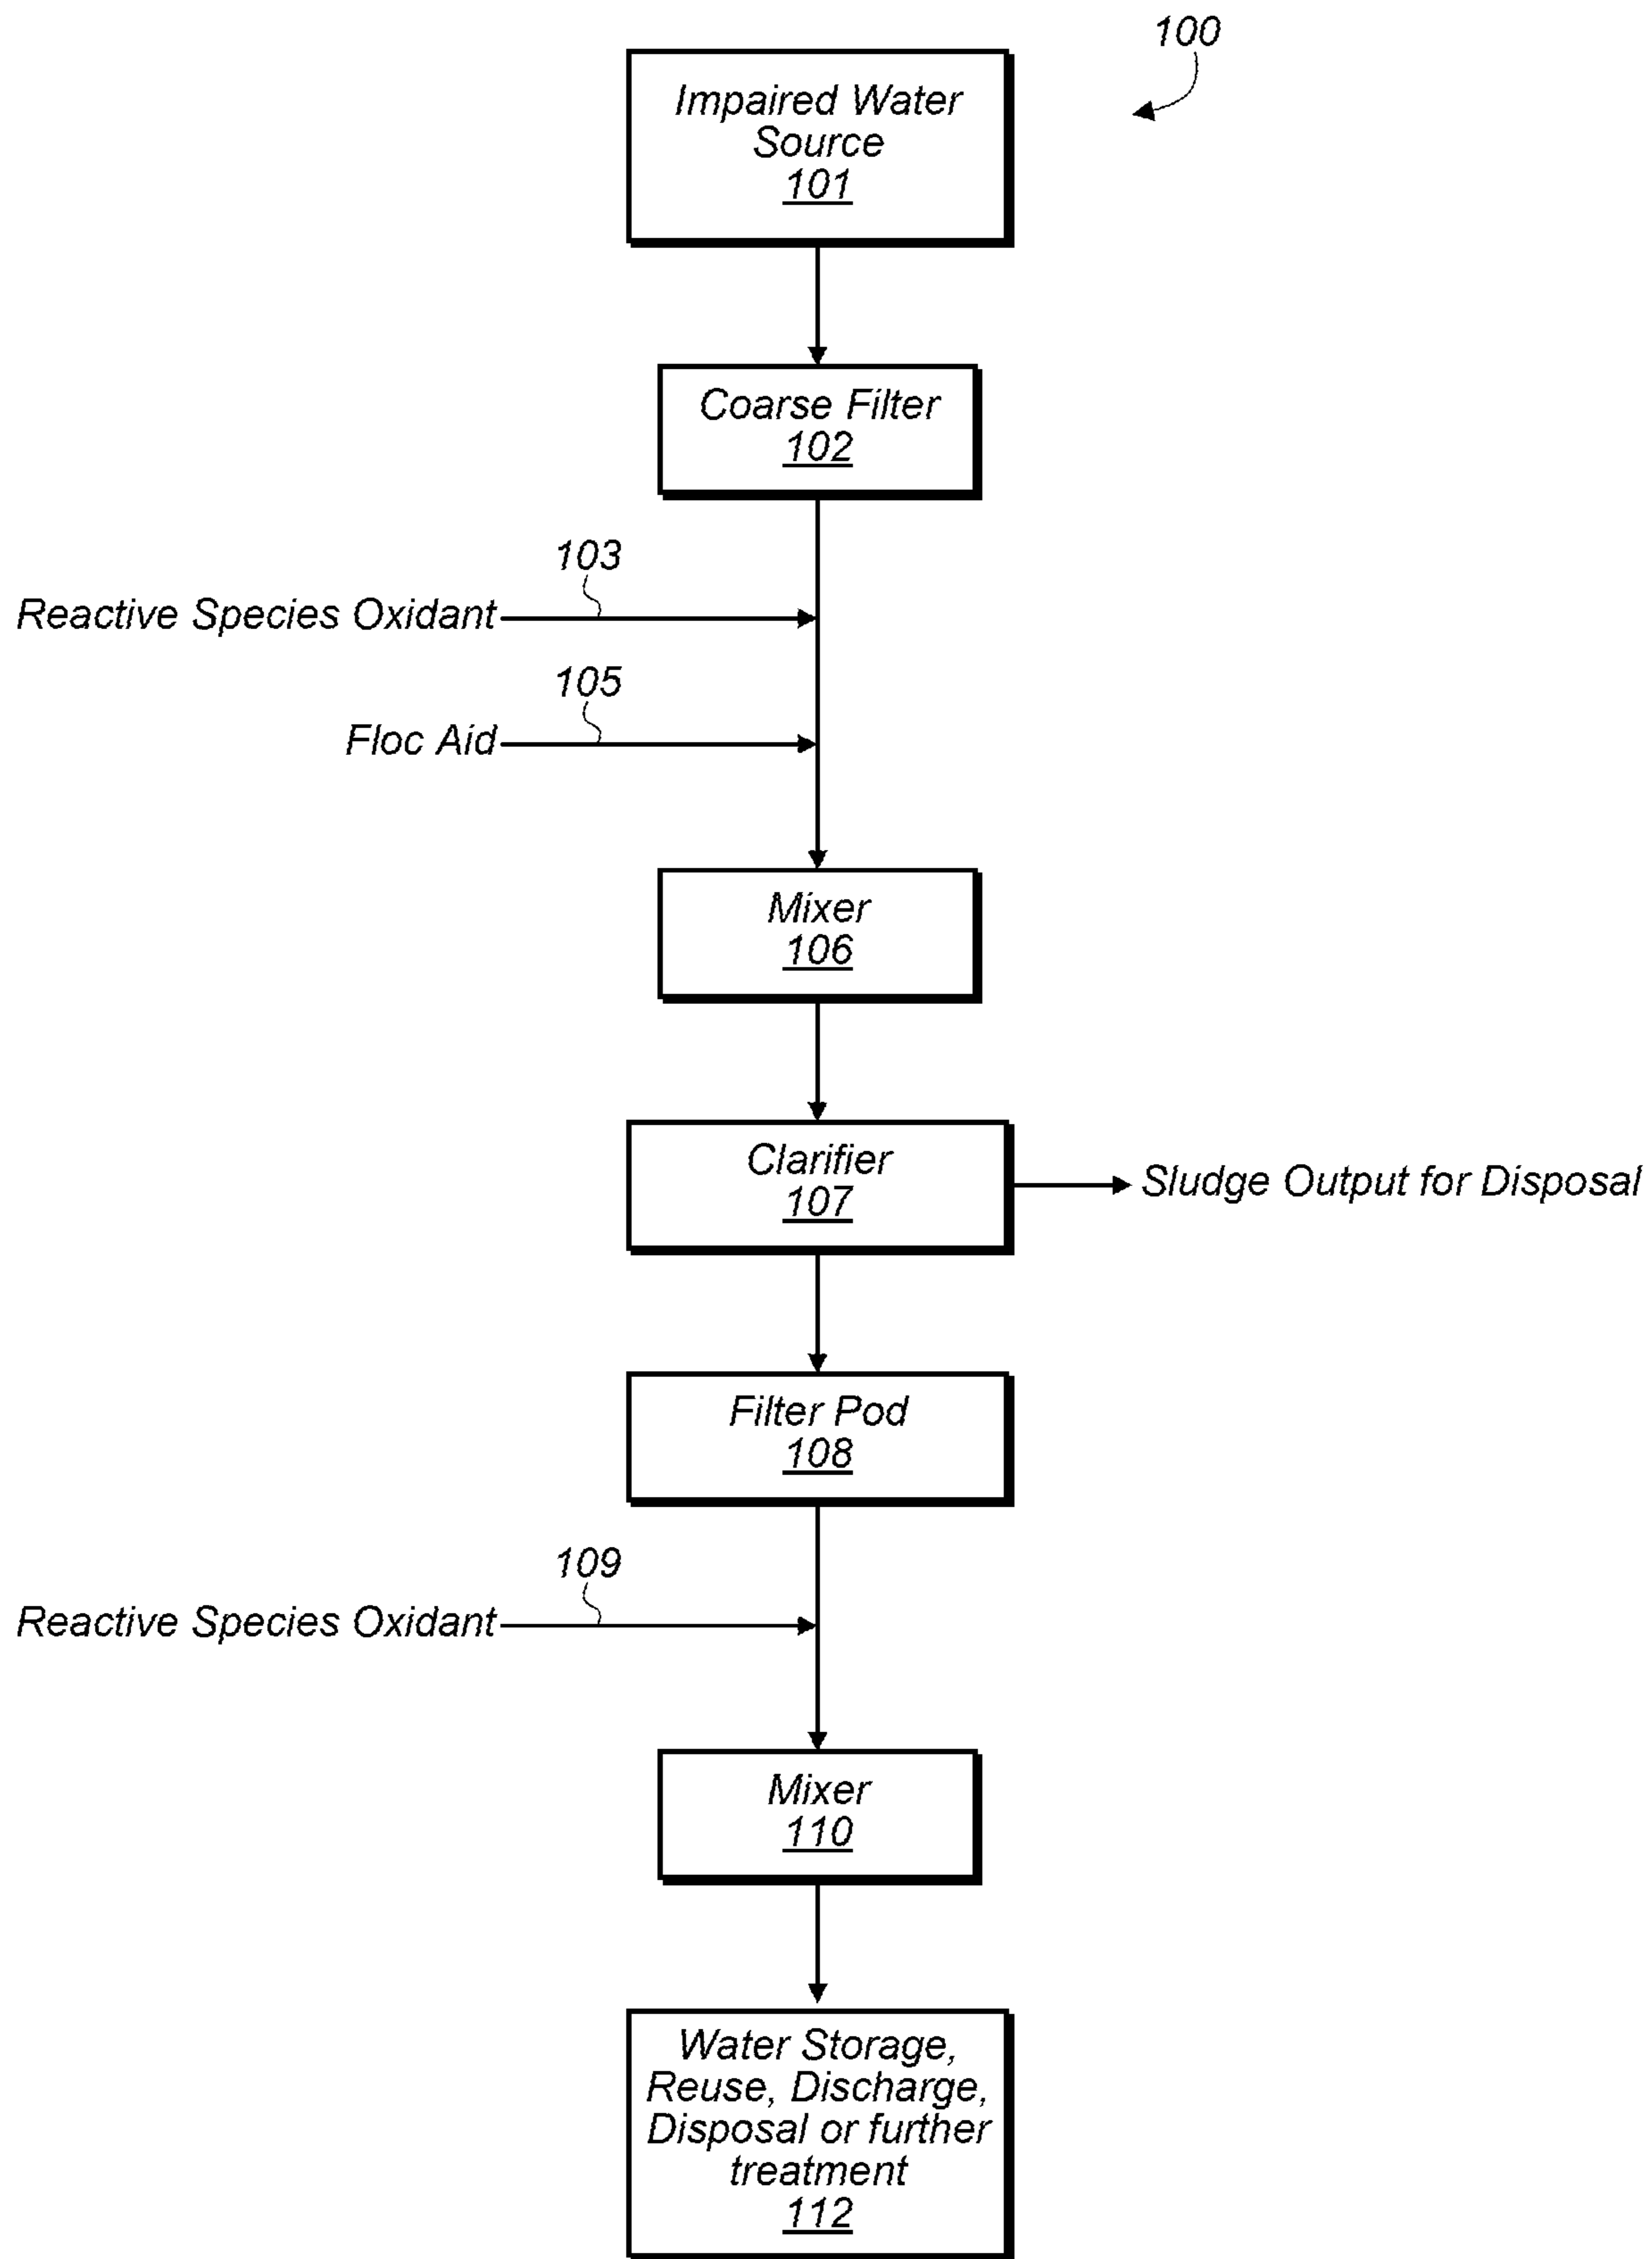 100
Impaired Water
Source
101
Coarse Filter
102
103
Reactive Species Oxidant
105
Floc Aid
Mixer
106
Clarifier
107
Sludge Output for Disposal
Filter Pod
108
109
Reactive Species Oxidant
Mixer
110
Water Storage,
Reuse, Discharge,
Disposal or further
treatment
112